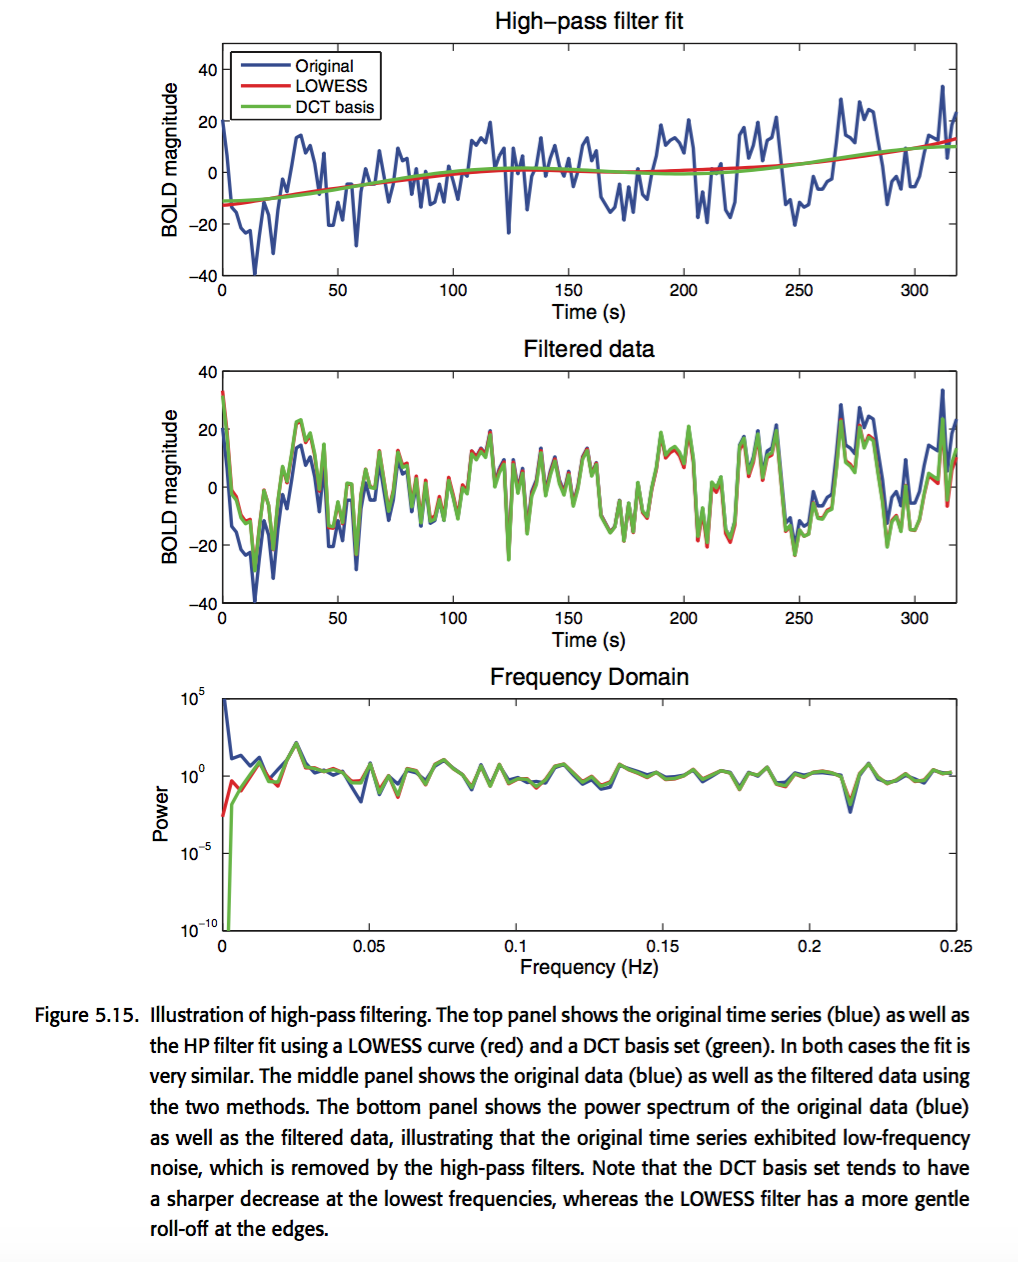 High−pass filter fit
Original
LOWESS
DCT basis
40
20
0
−20
−40
BOLD magnitude
0 50 100 150 200 250 300
Time (s)
Filtered data
40
20
0
−20
−40
BOLD magnitude
0 50 100 150 200 250 300
Time (s)
Frequency Domain
10^5
10^0
10^−5
10^−10
Power
0 0.05 0.1 0.15 0.2 0.25
Frequency (Hz)
Figure 5.15. Illustration of high-pass filtering. The top panel shows the original time series (blue) as well as
the HP filter fit using a LOWESS curve (red) and a DCT basis set (green). In both cases the fit is
very similar. The middle panel shows the original data (blue) as well as the filtered data using
the two methods. The bottom panel shows the power spectrum of the original data (blue)
as well as the filtered data, illustrating that the original time series exhibited low-frequency
noise, which is removed by the high-pass filters. Note that the DCT basis set tends to have
a sharper decrease at the lowest frequencies, whereas the LOWESS filter has a more gentle
roll-off at the edges.